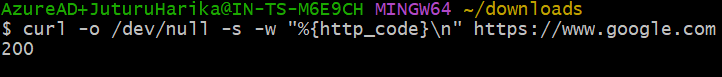 AzureAD+JuturuHarika@IN-TS-M6E9CH MINGW64 ~/downloads
$ curl -o /dev/null -s -w "%{http_code}\n" https://www.google.com
200